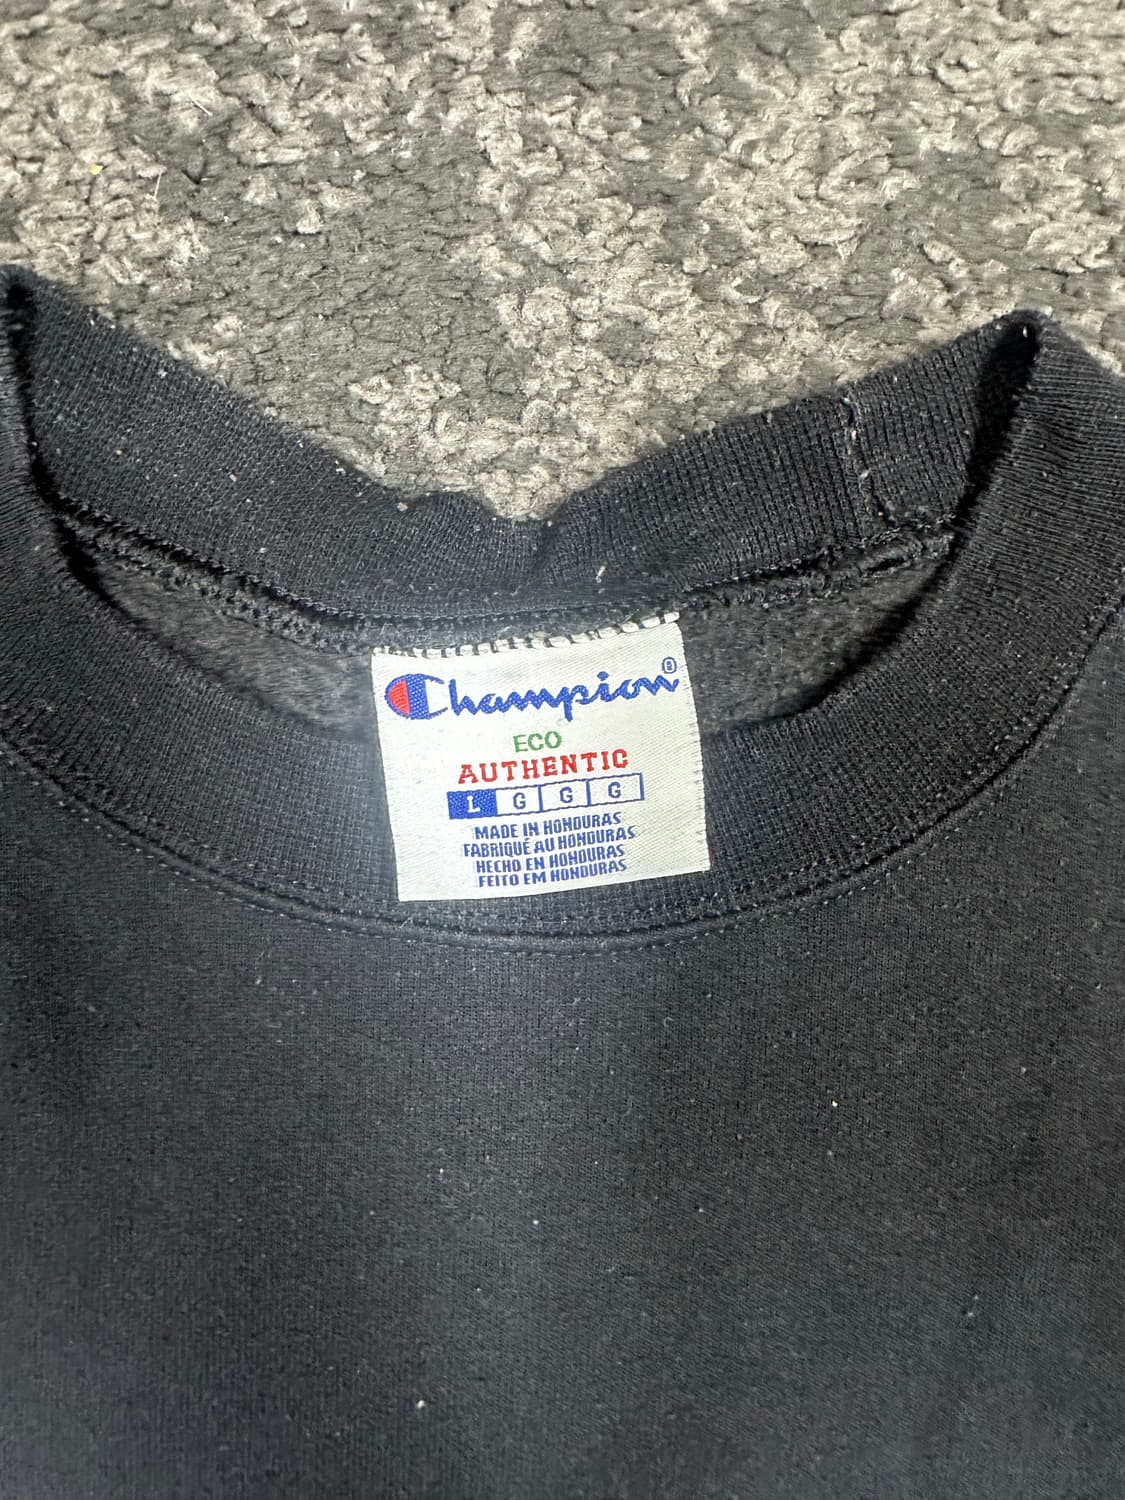 Champion®
ECO
AUTHENTIC
L G G G
MADE IN HONDURAS
FABRIQUÉ AU HONDURAS
HECHO EN HONDURAS
FEITO EM HONDURAS